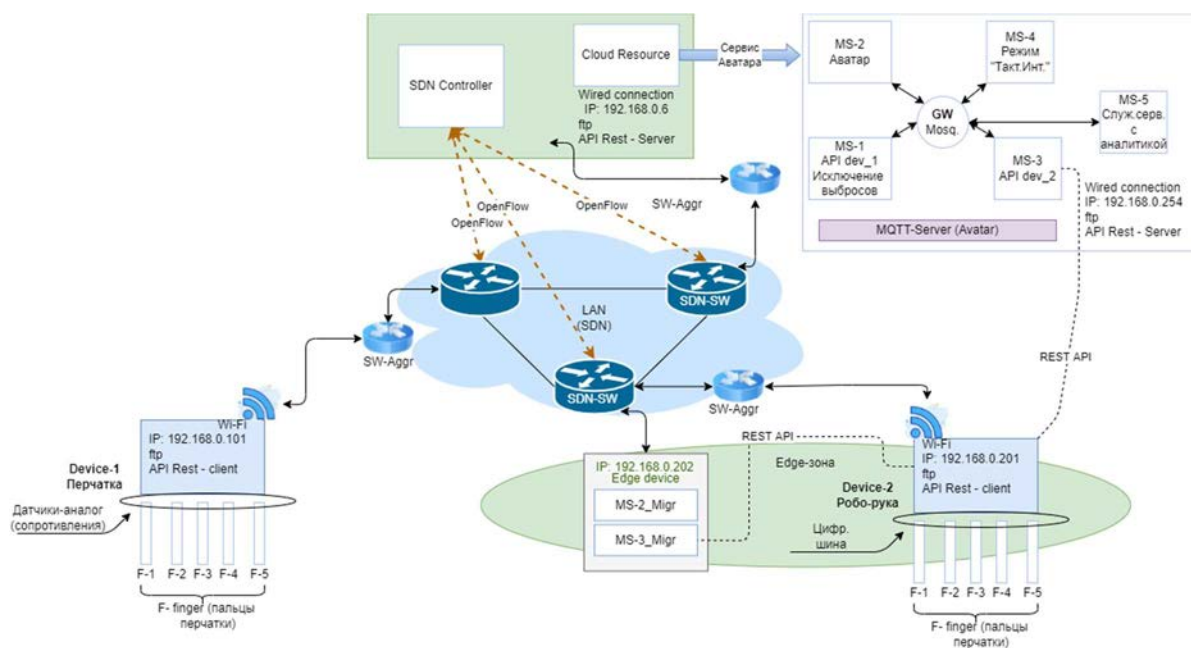 SDN Controller
Cloud Resource
Wired connection
IP: 192.168.0.6
ftp
API Rest - Server
Сервис
Аватара
MS-2
Аватар
MS-4
Режим
"Такт.Инт."
GW
Mosq.
MS-5
Служ.серв.
с
аналитикой
MS-1
API dev_1
Исключение
выбросов
MS-3
API dev_2
Wired connection
IP: 192.168.0.254
ftp
API Rest - Server
MQTT-Server (Avatar)
OpenFlow
OpenFlow
OpenFlow
SW-Aggr
SDN-SW
LAN
(SDN)
SW-Aggr
SDN-SW
SW-Aggr
REST API
Wi-Fi
IP: 192.168.0.101
ftp
API Rest - client
Device-1
Перчатка
Датчики-аналог
(сопротивления)
F-1
F-2
F-3
F-4
F-5
F- finger (пальцы
перчатки)
IP: 192.168.0.202
Edge device
MS-2_Migr
MS-3_Migr
REST API
Edge-зона
Wi-Fi
IP: 192.168.0.201
ftp
API Rest - client
Device-2
Робо-рука
Цифр.
шина
F-1
F-2
F-3
F-4
F-5
F- finger (пальцы
перчатки)